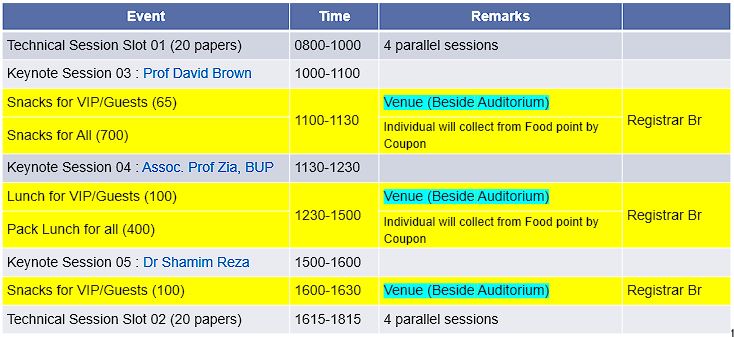 Event Time Remarks
Technical Session Slot 01 (20 papers) 0800-1000 4 parallel sessions
Keynote Session 03 : Prof David Brown 1000-1100
Snacks for VIP/Guests (65) 1100-1130 Venue (Beside Auditorium) Registrar Br
Snacks for All (700) Individual will collect from Food point by
Coupon
Keynote Session 04 : Assoc. Prof Zia, BUP 1130-1230
Lunch for VIP/Guests (100) 1230-1500 Venue (Beside Auditorium) Registrar Br
Pack Lunch for all (400) Individual will collect from Food point by
Coupon
Keynote Session 05 : Dr Shamim Reza 1500-1600
Snacks for VIP/Guests (100) 1600-1630 Venue (Beside Auditorium) Registrar Br
Technical Session Slot 02 (20 papers) 1615-1815 4 parallel sessions
1